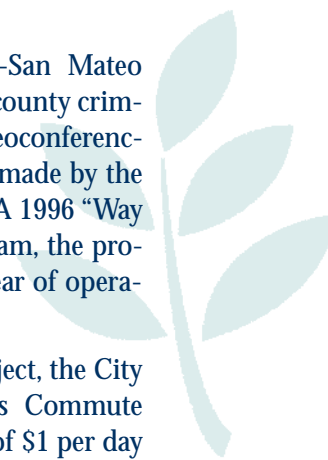 -San Mateo
county crim-
eoconferenc-
made by the
A 1996 “Way
am, the pro-
ear of opera-
ject, the City
s Commute
of $1 per day